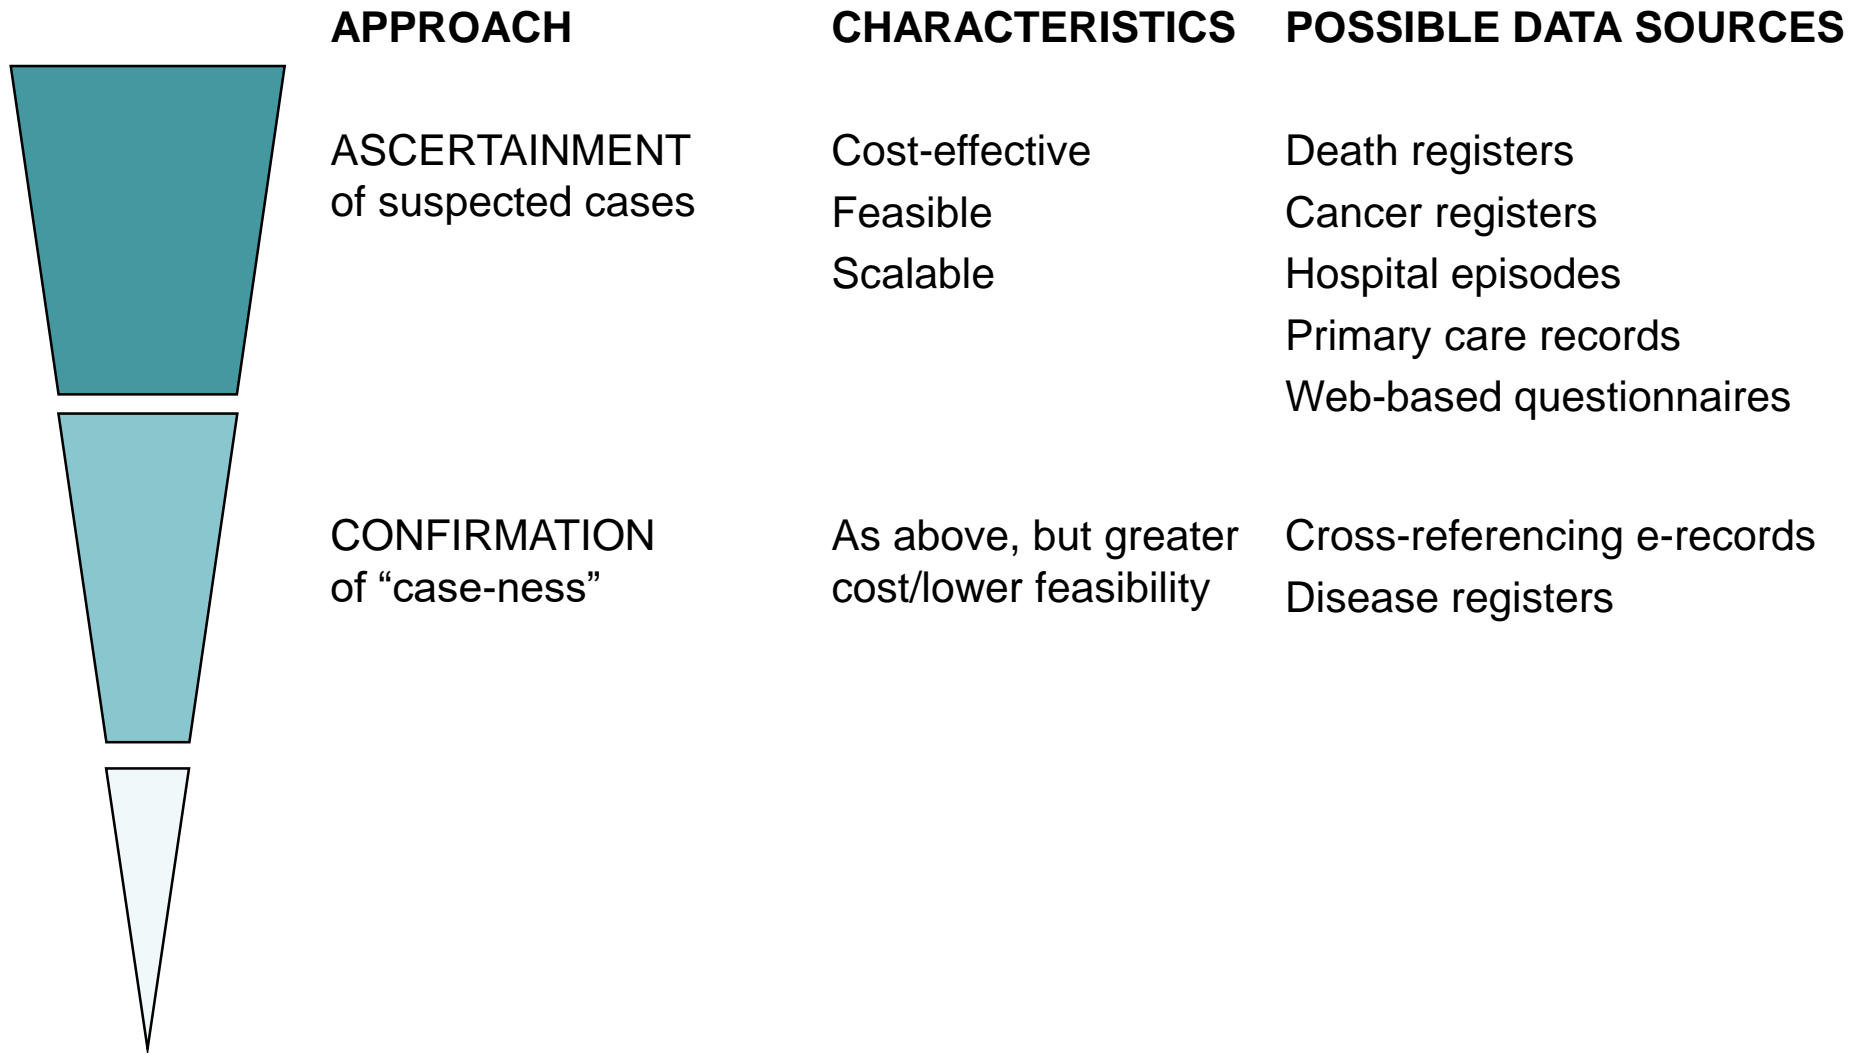 APPROACH
CHARACTERISTICS
POSSIBLE DATA SOURCES
ASCERTAINMENT
of suspected cases
Cost-effective
Feasible
Scalable
Death registers
Cancer registers
Hospital episodes
Primary care records
Web-based questionnaires
CONFIRMATION
of “case-ness”
As above, but greater
cost/lower feasibility
Cross-referencing e-records
Disease registers